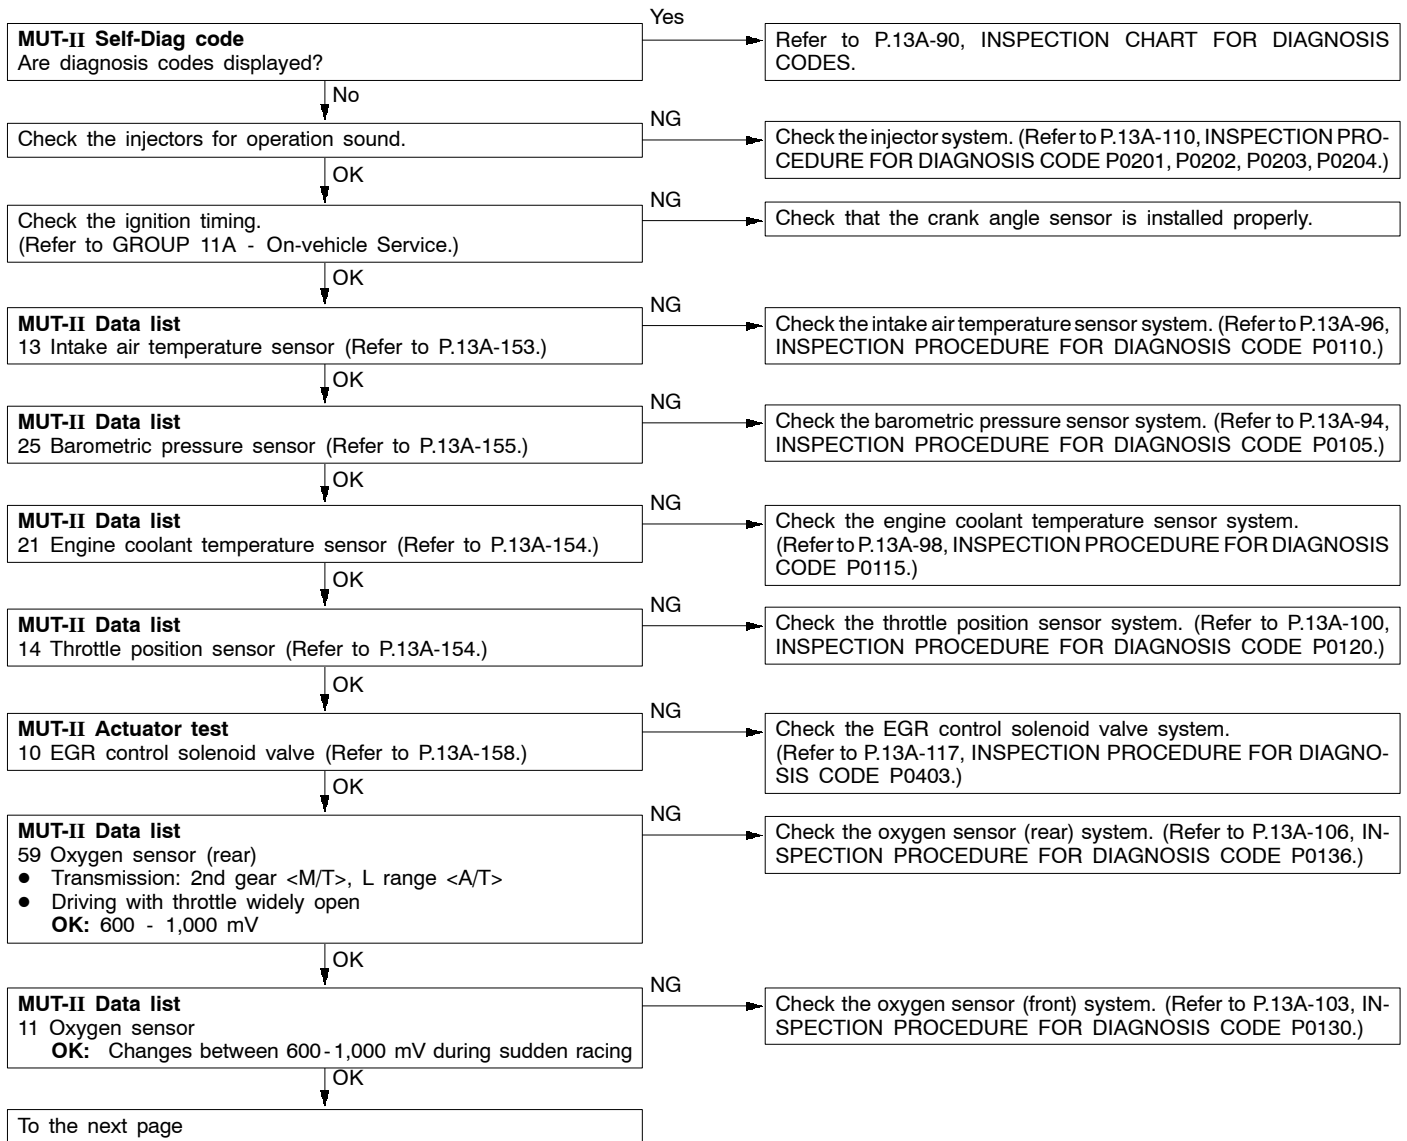 MUT-II Self-Diag code
Are diagnosis codes displayed?
Yes
Refer to P.13A-90, INSPECTION CHART FOR DIAGNOSIS
CODES.
No
Check the injectors for operation sound.
NG
Check the injector system. (Refer to P.13A-110, INSPECTION PRO-
CEDURE FOR DIAGNOSIS CODE P0201, P0202, P0203, P0204.)
OK
Check the ignition timing.
(Refer to GROUP 11A - On-vehicle Service.)
NG
Check that the crank angle sensor is installed properly.
OK
MUT-II Data list
13 Intake air temperature sensor (Refer to P.13A-153.)
NG
Check the intake air temperature sensor system. (Refer to P.13A-96,
INSPECTION PROCEDURE FOR DIAGNOSIS CODE P0110.)
OK
MUT-II Data list
25 Barometric pressure sensor (Refer to P.13A-155.)
NG
Check the barometric pressure sensor system. (Refer to P.13A-94,
INSPECTION PROCEDURE FOR DIAGNOSIS CODE P0105.)
OK
MUT-II Data list
21 Engine coolant temperature sensor (Refer to P.13A-154.)
NG
Check the engine coolant temperature sensor system.
(Refer to P.13A-98, INSPECTION PROCEDURE FOR DIAGNOSIS
CODE P0115.)
OK
MUT-II Data list
14 Throttle position sensor (Refer to P.13A-154.)
NG
Check the throttle position sensor system. (Refer to P.13A-100,
INSPECTION PROCEDURE FOR DIAGNOSIS CODE P0120.)
OK
MUT-II Actuator test
10 EGR control solenoid valve (Refer to P.13A-158.)
NG
Check the EGR control solenoid valve system.
(Refer to P.13A-117, INSPECTION PROCEDURE FOR DIAGNO-
SIS CODE P0403.)
OK
MUT-II Data list
59 Oxygen sensor (rear)
● Transmission: 2nd gear <M/T>, L range <A/T>
● Driving with throttle widely open
OK: 600 - 1,000 mV
NG
Check the oxygen sensor (rear) system. (Refer to P.13A-106, IN-
SPECTION PROCEDURE FOR DIAGNOSIS CODE P0136.)
OK
MUT-II Data list
11 Oxygen sensor
OK: Changes between 600-1,000 mV during sudden racing
NG
Check the oxygen sensor (front) system. (Refer to P.13A-103, IN-
SPECTION PROCEDURE FOR DIAGNOSIS CODE P0130.)
OK
To the next page